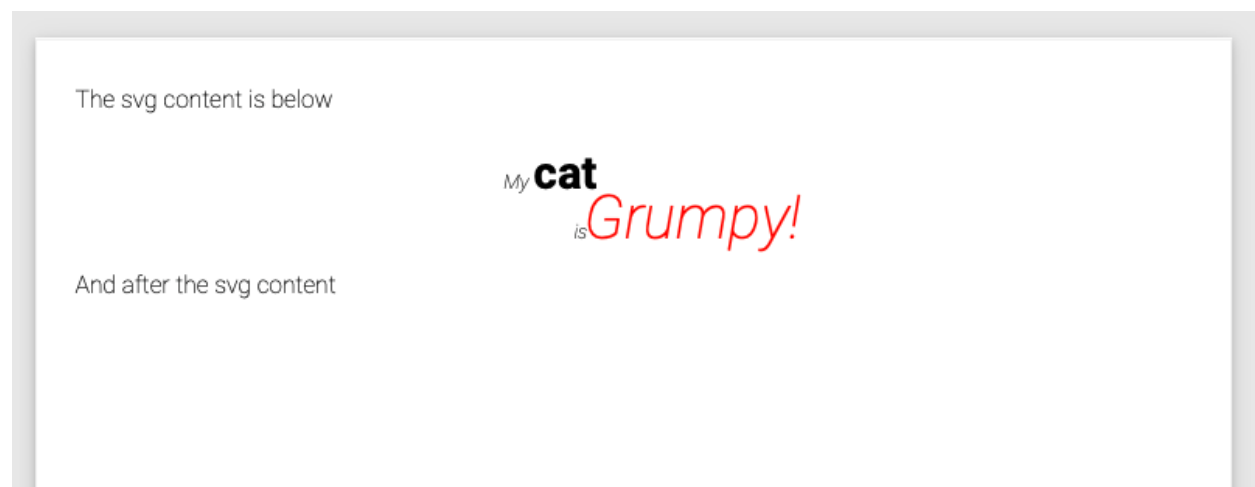 The svg content is below
My cat
is Grumpy!
And after the svg content